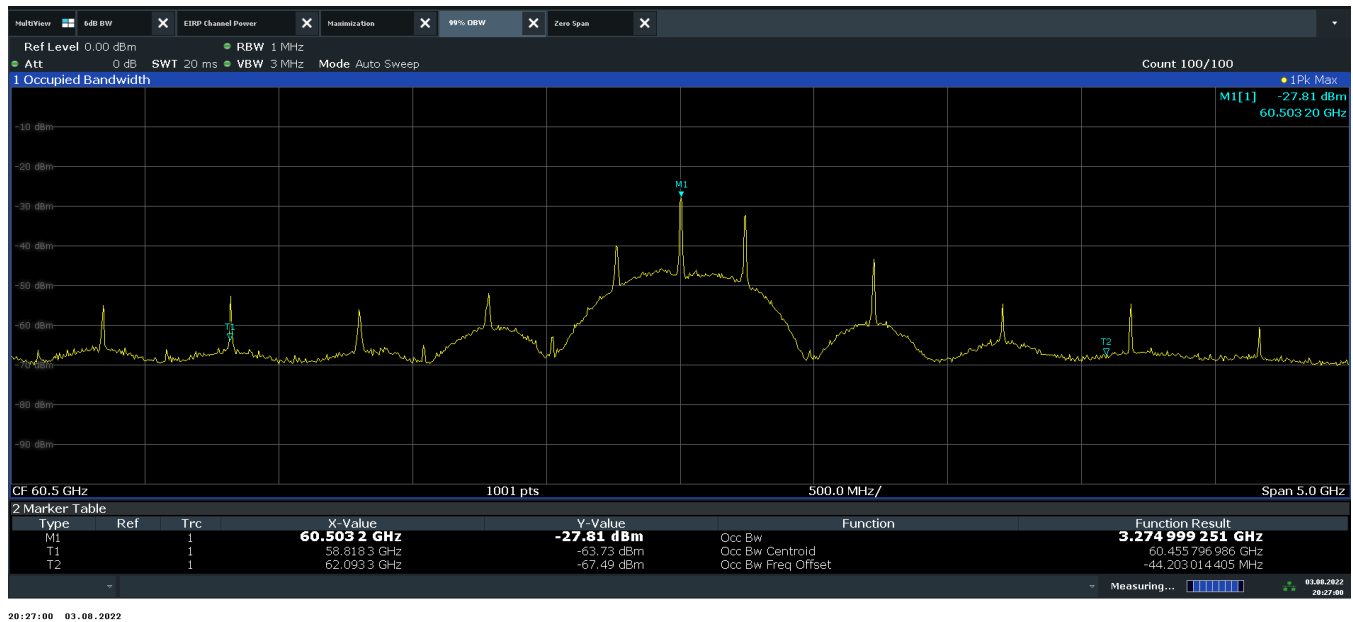 MultiView 6dB BW EIRP Channel Power Maximization 99% OBW Zero Span
Ref Level 0.00 dBm RBW 1 MHz
Att 0 dB SWT 20 ms VBW 3 MHz Mode Auto Sweep Count 100/100
1 Occupied Bandwidth 1Pk Max
M1[1] -27.81 dBm
60.503 20 GHz
-10 dBm
-20 dBm
M1
-30 dBm
-40 dBm
-50 dBm
-60 dBm
T1
T2
-70 dBm
-80 dBm
-90 dBm
CF 60.5 GHz 1001 pts 500.0 MHz/ Span 5.0 GHz
2 Marker Table
Type Ref Trc X-Value Y-Value Function Function Result
M1 1 60.503 2 GHz -27.81 dBm Occ Bw 3.274 999 251 GHz
T1 1 58.818 3 GHz -63.73 dBm Occ Bw Centroid 60.455 796 986 GHz
T2 1 62.093 3 GHz -67.49 dBm Occ Bw Freq Offset -44.203 014 405 MHz
Measuring... 03.08.2022
20:27:00
20:27:00 03.08.2022